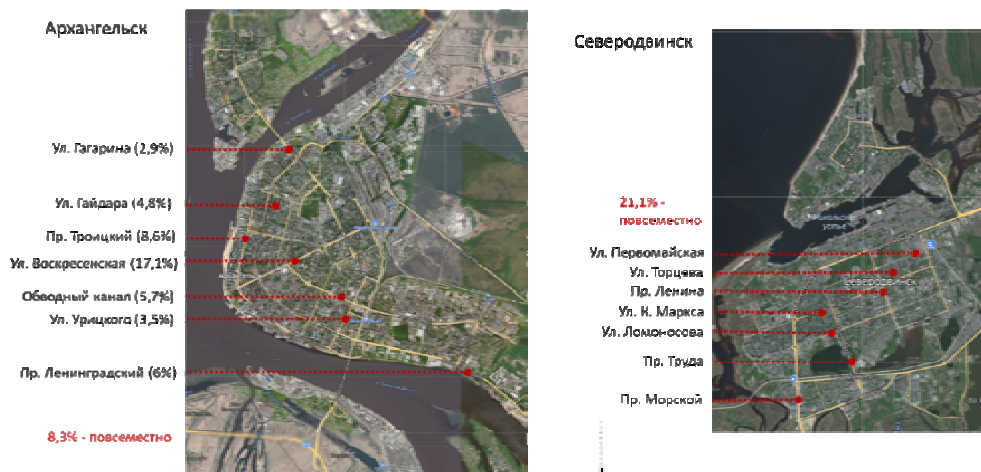 Архангельск
Ул. Гагарина (2,9%)
Ул. Гайдара (4,8%)
Пр. Троицкий (8,6%)
Ул. Воскресенская (17,1%)
Обводный канал (5,7%)
Ул. Урицкого (3,5%)
Пр. Ленинградский (6%)
8,3% - повсеместно
Северодвинск
21,1% -
повсеместно
Ул. Первомайская
Ул. Торцева
Пр. Ленина
Ул. К. Маркса
Ул. Ломоносова
Пр. Труда
Пр. Морской
Северодвинск